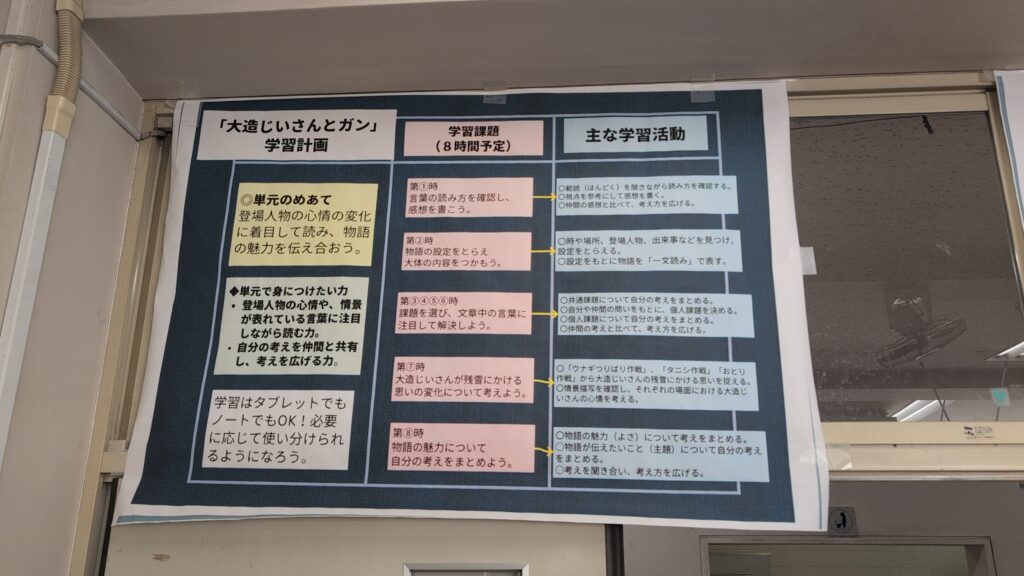 「大造じいさんとガン」
学習計画
学習課題
(8時間予定)
主な学習活動
◎単元のめあて
登場人物の心情の変化
に着目して読み、物語
の魅力を伝え合おう。
◆単元で身につけたい力
・登場人物の心情や、情景
が表れている言葉に注目
しながら読む力。
・自分の考えを仲間と共有
し、考えを広げる力。
学習はタブレットでも
ノートでもOK！必要
に応じて使い分けられ
るようになろう。
第①時
言葉の読み方を確認し、
感想を書こう。
○範読（はんどく）を聞きながら読み方を確認する。
○視点を参考にして感想を書く。
○仲間の感想と比べて、考え方を広げる。
第②時
物語の設定をとらえ
大体の内容をつかもう。
○時や場所、登場人物、出来事などを見つけ、
設定をとらえる。
○設定をもとに物語を「一文読み」で表す。
第③④⑤⑥時
課題を選び、文章中の言葉に
注目して解決しよう。
○共通課題について自分の考えをまとめる。
○自分や仲間の問いをもとに、個人課題を決める。
○個人課題について自分の考えをまとめる。
○仲間の考えと比べて、考え方を広げる。
第⑦時
大造じいさんが残雪にかける
思いの変化について考えよう。
○「ウナギつりばり作戦」、「タニシ作戦」「おとり
作戦」から大造じいさんの残雪にかける思いを捉える。
○情景描写を確認し、それぞれの場面における大造じ
いさんの心情を考える。
第⑧時
物語の魅力について
自分の考えをまとめよう。
○物語の魅力（よさ）について考えをまとめる。
○物語が伝えたいこと（主題）について自分の考え
をまとめる。
○考えを聞き合い、考え方を広げる。